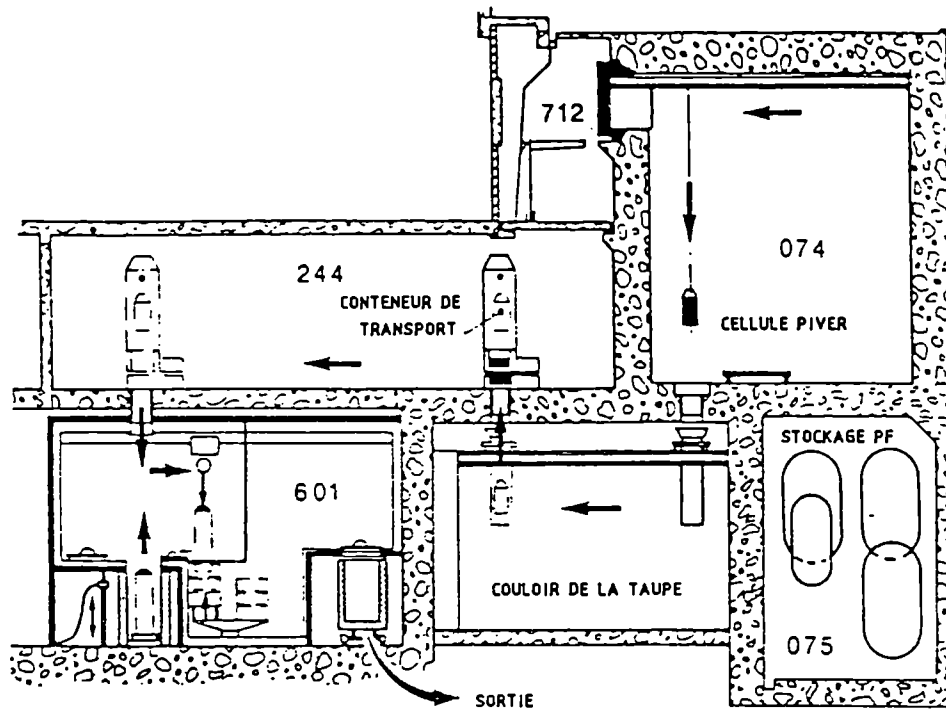 712
074
244
CONTENEUR DE
TRANSPORT
CELLULE PIVER
STOCKAGE PF
601
COULOIR DE LA TAUPE
075
SORTIE